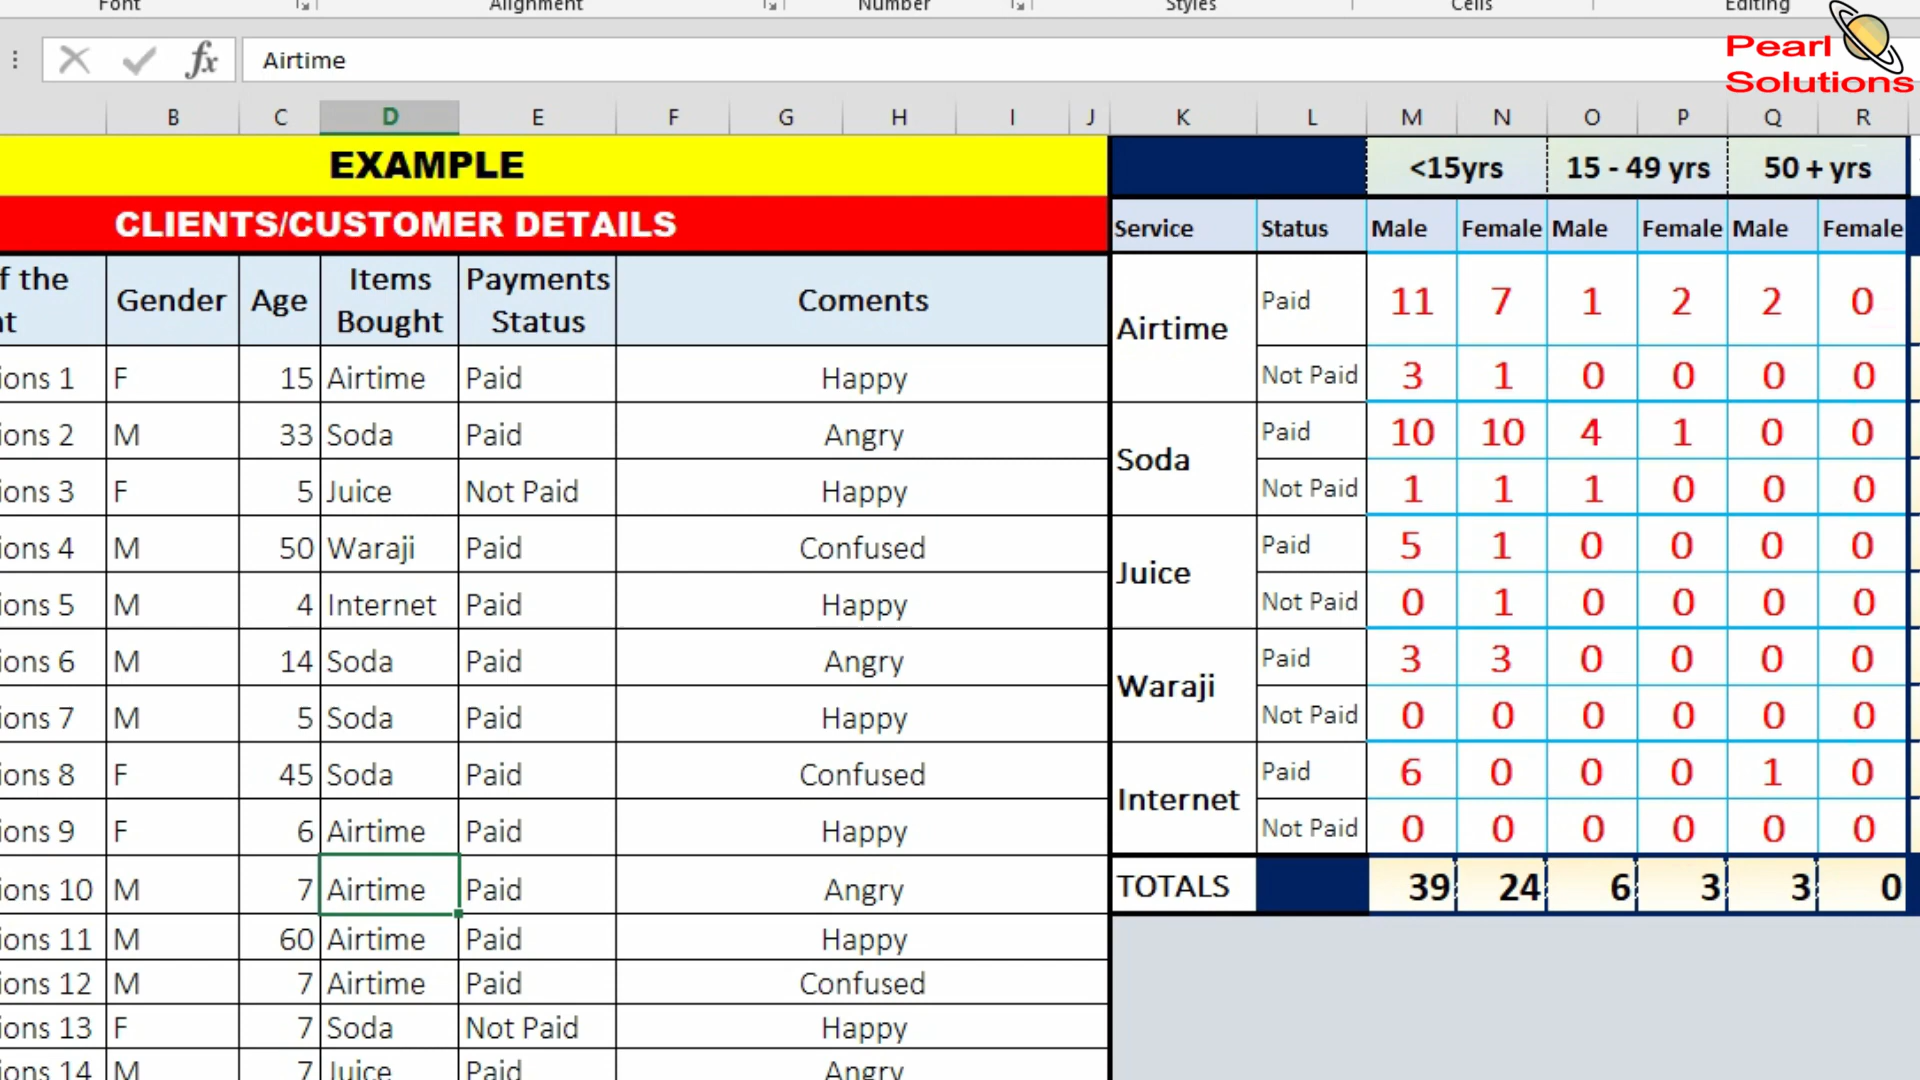 Font Alignment Number Styles Cells Editing
Pearl
Solutions
fx Airtime
B C D E F G H I J K L M N O P Q R
EXAMPLE <15yrs 15 - 49 yrs 50 + yrs
CLIENTS/CUSTOMER DETAILS Service Status Male Female Male Female Male Female
f the Gender Age Items Payments Coments
Bought Status
Airtime Paid 11 7 1 2 2 0
ions 1 F 15 Airtime Paid Happy Not Paid 3 1 0 0 0 0
ions 2 M 33 Soda Paid Angry Soda Paid 10 10 4 1 0 0
ions 3 F 5 Juice Not Paid Happy Not Paid 1 1 1 0 0 0
ions 4 M 50 Waraji Paid Confused Juice Paid 5 1 0 0 0 0
ions 5 M 4 Internet Paid Happy Not Paid 0 1 0 0 0 0
ions 6 M 14 Soda Paid Angry Waraji Paid 3 3 0 0 0 0
ions 7 M 5 Soda Paid Happy Not Paid 0 0 0 0 0 0
ions 8 F 45 Soda Paid Confused Internet Paid 6 0 0 0 1 0
ions 9 F 6 Airtime Paid Happy Not Paid 0 0 0 0 0 0
ions 10 M 7 Airtime Paid Angry TOTALS 39 24 6 3 3 0
ions 11 M 60 Airtime Paid Happy
ions 12 M 7 Airtime Paid Confused
ions 13 F 7 Soda Not Paid Happy
ions 14 M 7 Juice Paid Angry